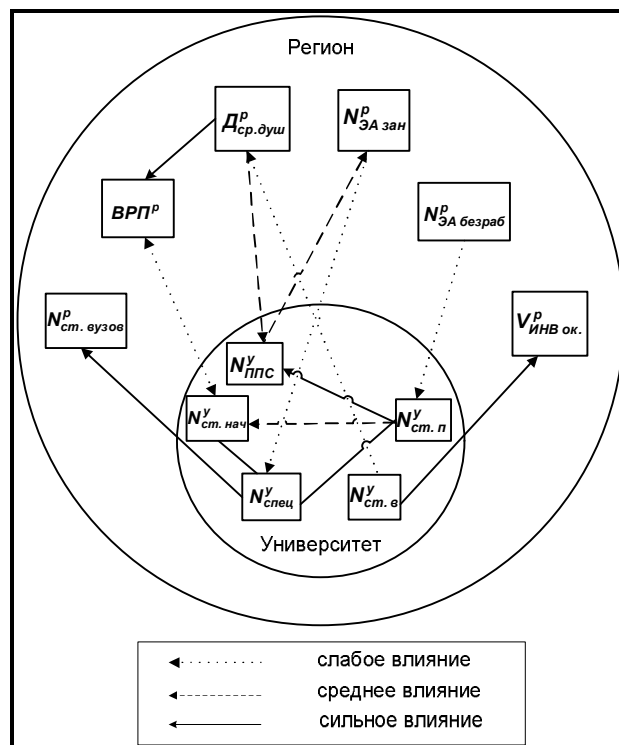 Регион
Д^р_ср.душ
N^р_ЭА зан
ВРП^р
N^р_ЭА безраб
N^р_ст. вузов
V^р_ИНВ ок.
N^у_ППС
N^у_ст. нач
N^у_ст. п
N^у_спец
N^у_ст. в
Университет
слабое влияние
среднее влияние
сильное влияние